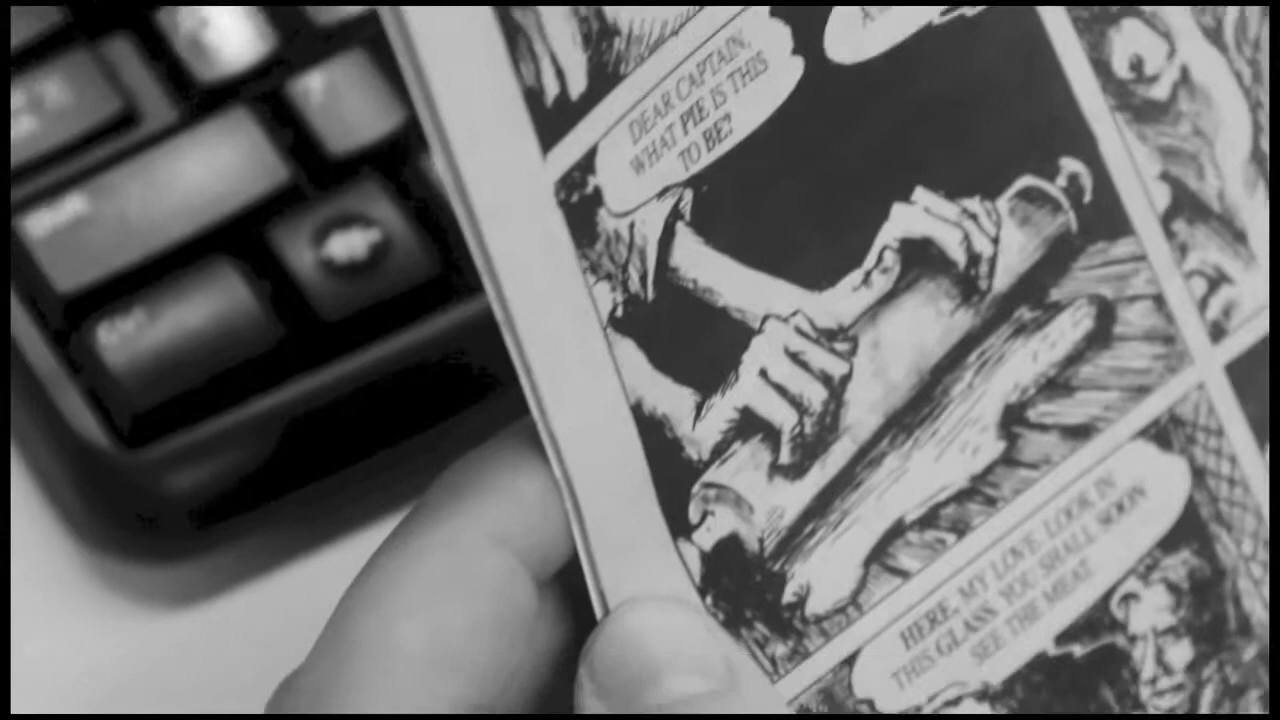 DEAR CAPTAIN,
WHAT PIE IS THIS
TO BE?
HERE, MY LOVE. LOOK IN
THIS GLASS YOU SHALL SOON
SEE THE MEAT